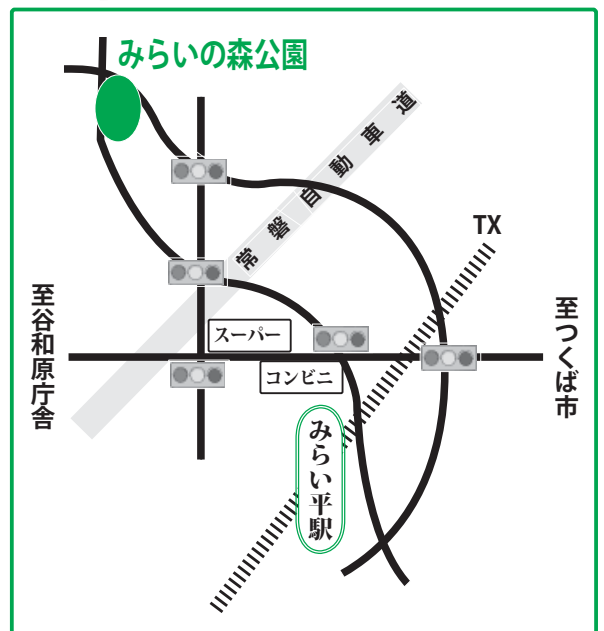 みらいの森公園
常磐自動車道
TX
至谷和原庁舎
スーパー
至つくば市
コンビニ
みらい平駅